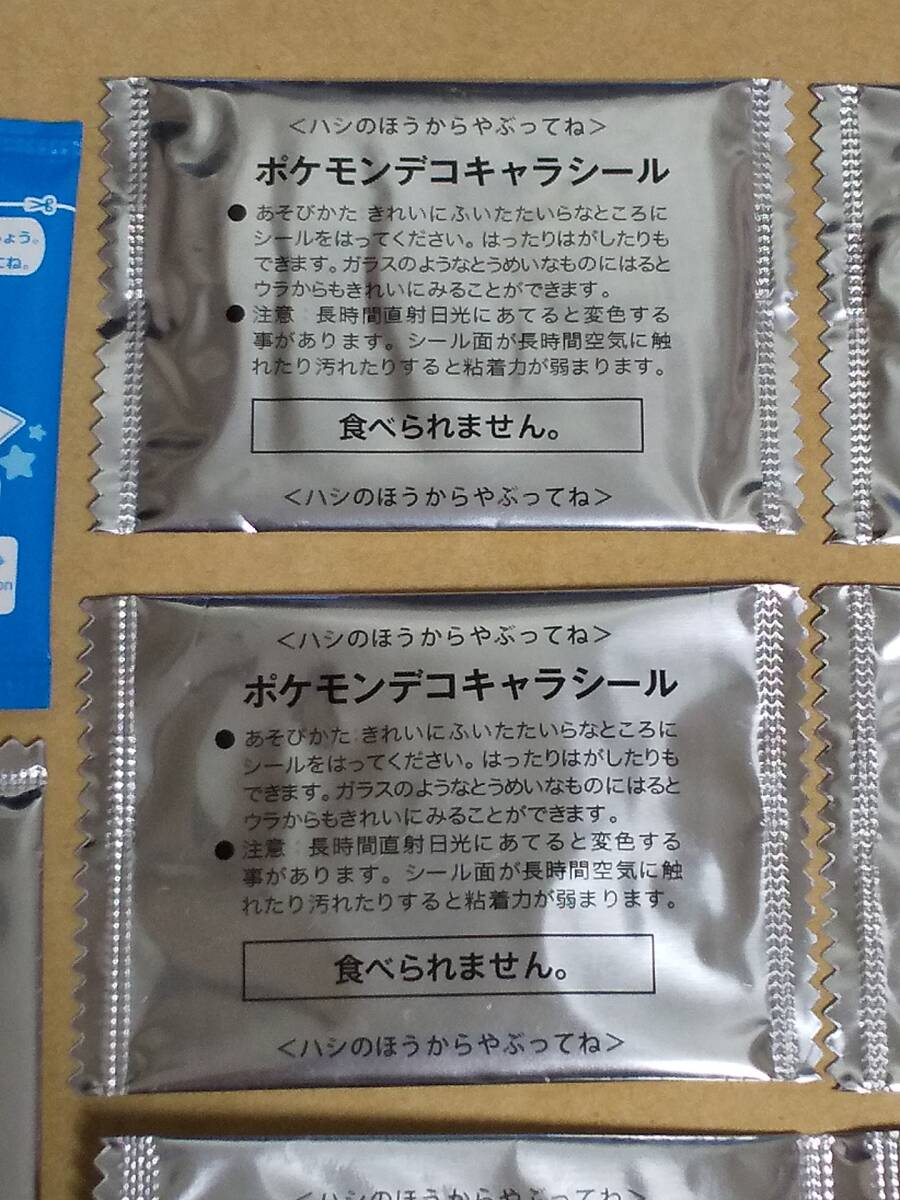 ょう。
てね。
on
<ハシのほうからやぶってね>
ポケモンデコキャラシール
● あそびかた きれいにふいたたいらなところに
シールをはってください。はったりはがしたりも
できます。ガラスのようなとうめいなものにはると
ウラからもきれいにみることができます。
● 注意：長時間直射日光にあてると変色する
事があります。シール面が長時間空気に触
れたり汚れたりすると粘着力が弱まります。
食べられません。
<ハシのほうからやぶってね>
<ハシのほうからやぶってね>
ポケモンデコキャラシール
● あそびかた：きれいにふいたたいらなところに
シールをはってください。はったりはがしたりも
できます。ガラスのようなとうめいなものにはると
ウラからもきれいにみることができます。
● 注意：長時間直射日光にあてると変色する
事があります。シール面が長時間空気に触
れたり汚れたりすると粘着力が弱まります。
食べられません。
<ハシのほうからやぶってね>
<ハシのほうからやぶってね>